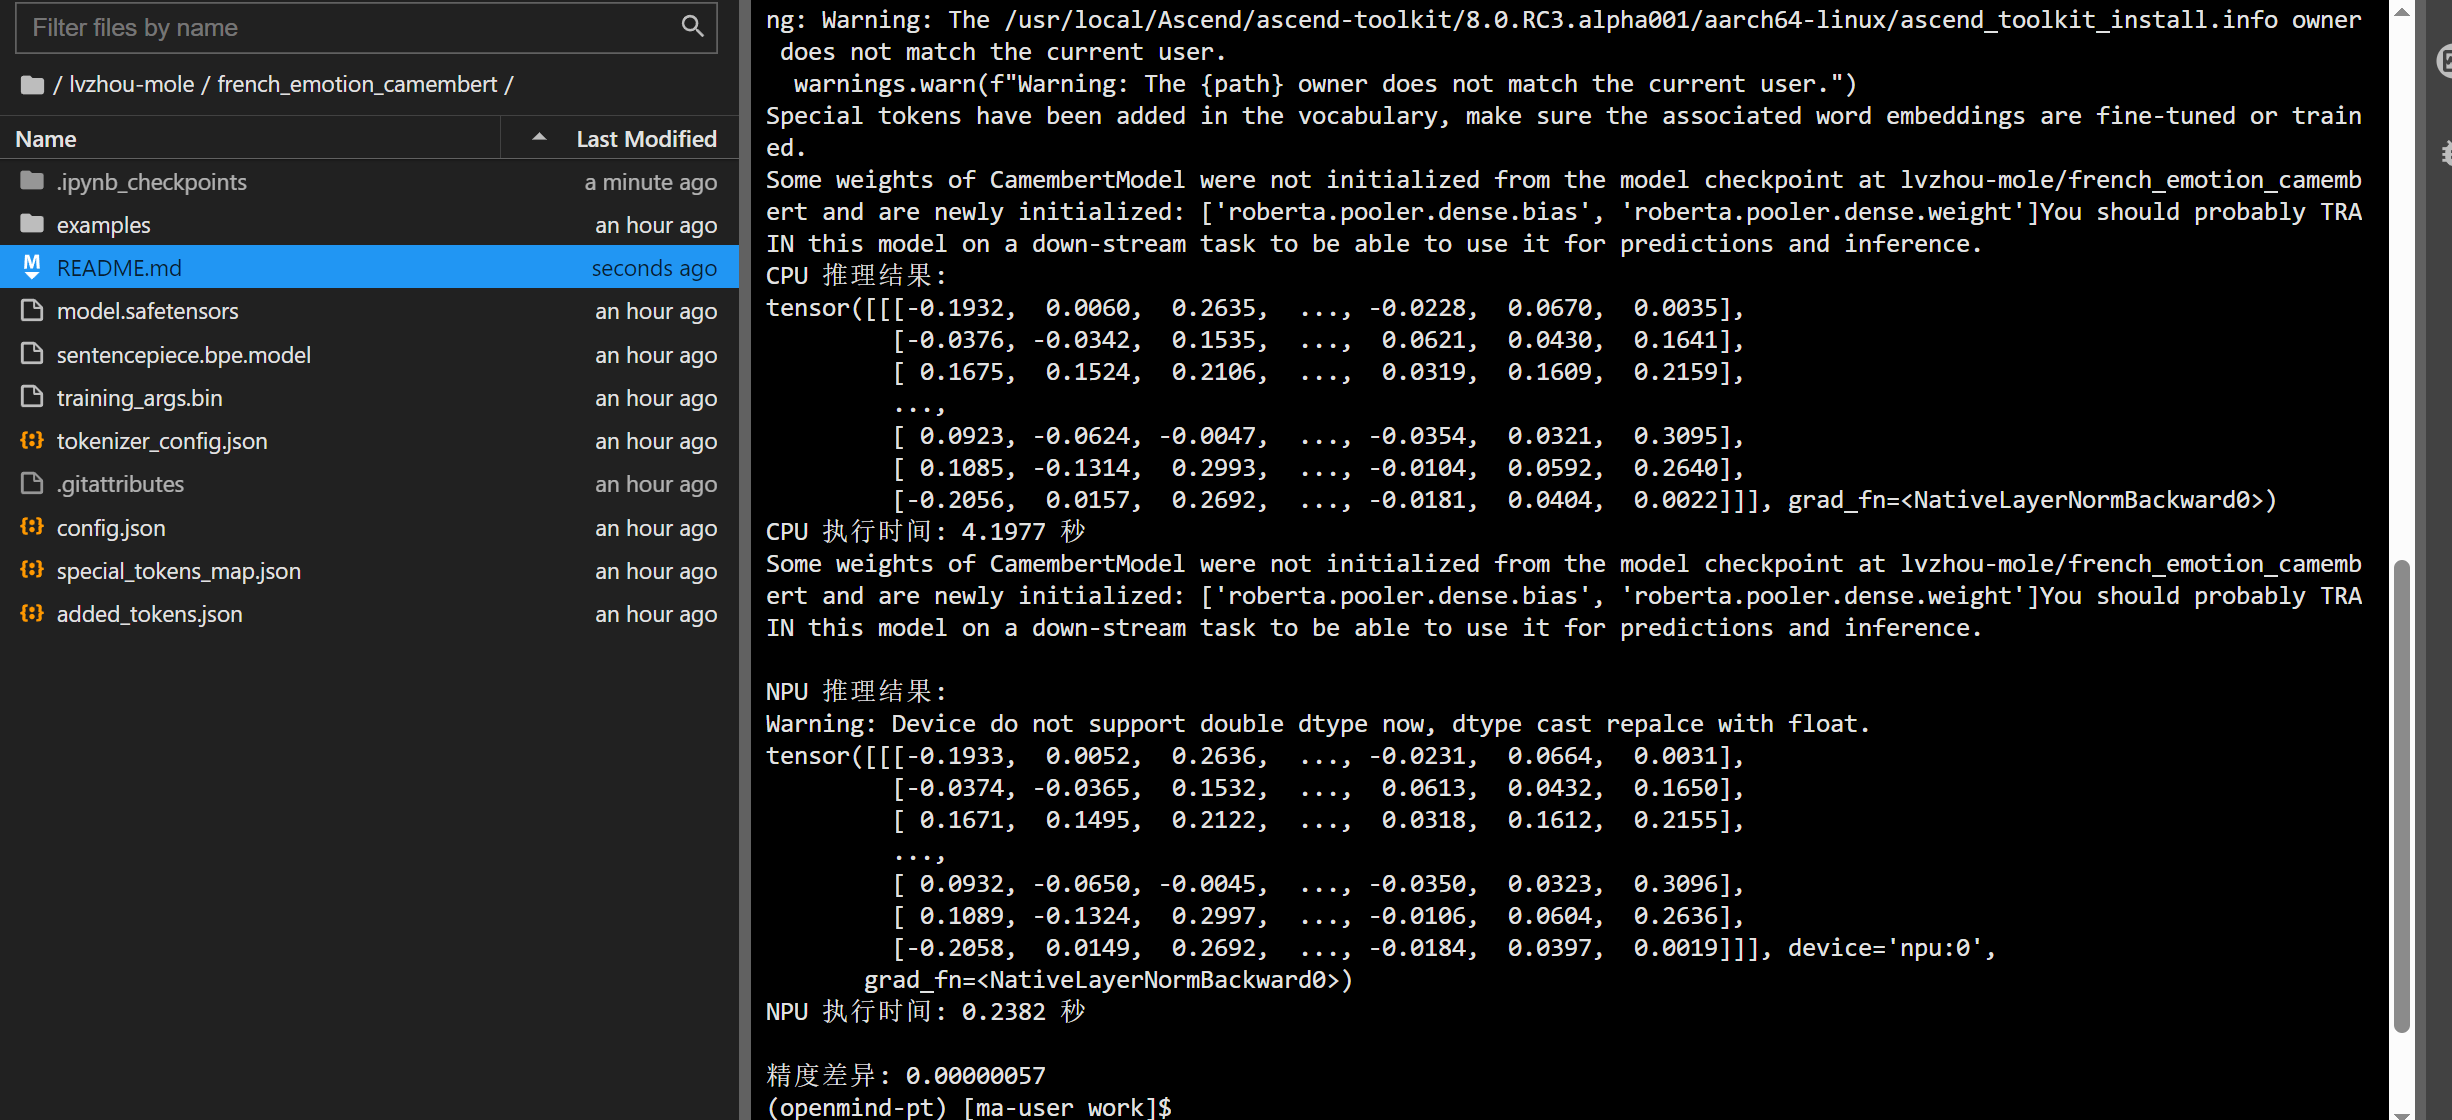 Filter files by name
/ lvzhou-mole / french_emotion_camembert /
Name Last Modified
.ipynb_checkpoints a minute ago
examples an hour ago
README.md seconds ago
model.safetensors an hour ago
sentencepiece.bpe.model an hour ago
training_args.bin an hour ago
tokenizer_config.json an hour ago
.gitattributes an hour ago
config.json an hour ago
special_tokens_map.json an hour ago
added_tokens.json an hour ago
ng: Warning: The /usr/local/Ascend/ascend-toolkit/8.0.RC3.alpha001/aarch64-linux/ascend_toolkit_install.info owner
 does not match the current user.
  warnings.warn(f"Warning: The {path} owner does not match the current user.")
Special tokens have been added in the vocabulary, make sure the associated word embeddings are fine-tuned or train
ed.
Some weights of CamembertModel were not initialized from the model checkpoint at lvzhou-mole/french_emotion_camemb
ert and are newly initialized: ['roberta.pooler.dense.bias', 'roberta.pooler.dense.weight']You should probably TRA
IN this model on a down-stream task to be able to use it for predictions and inference.
CPU 推理结果:
tensor([[[-0.1932,  0.0060,  0.2635,  ..., -0.0228,  0.0670,  0.0035],
         [-0.0376, -0.0342,  0.1535,  ...,  0.0621,  0.0430,  0.1641],
         [ 0.1675,  0.1524,  0.2106,  ...,  0.0319,  0.1609,  0.2159],
         ...,
         [ 0.0923, -0.0624, -0.0047,  ..., -0.0354,  0.0321,  0.3095],
         [ 0.1085, -0.1314,  0.2993,  ..., -0.0104,  0.0592,  0.2640],
         [-0.2056,  0.0157,  0.2692,  ..., -0.0181,  0.0404,  0.0022]]], grad_fn=<NativeLayerNormBackward0>)
CPU 执行时间: 4.1977 秒
Some weights of CamembertModel were not initialized from the model checkpoint at lvzhou-mole/french_emotion_camemb
ert and are newly initialized: ['roberta.pooler.dense.bias', 'roberta.pooler.dense.weight']You should probably TRA
IN this model on a down-stream task to be able to use it for predictions and inference.
NPU 推理结果:
Warning: Device do not support double dtype now, dtype cast repalce with float.
tensor([[[-0.1933,  0.0052,  0.2636,  ..., -0.0231,  0.0664,  0.0031],
         [-0.0374, -0.0365,  0.1532,  ...,  0.0613,  0.0432,  0.1650],
         [ 0.1671,  0.1495,  0.2122,  ...,  0.0318,  0.1612,  0.2155],
         ...,
         [ 0.0932, -0.0650, -0.0045,  ..., -0.0350,  0.0323,  0.3096],
         [ 0.1089, -0.1324,  0.2997,  ..., -0.0106,  0.0604,  0.2636],
         [-0.2058,  0.0149,  0.2692,  ..., -0.0184,  0.0397,  0.0019]]], device='npu:0',
       grad_fn=<NativeLayerNormBackward0>)
NPU 执行时间: 0.2382 秒
精度差异: 0.00000057
(openmind-pt) [ma-user work]$